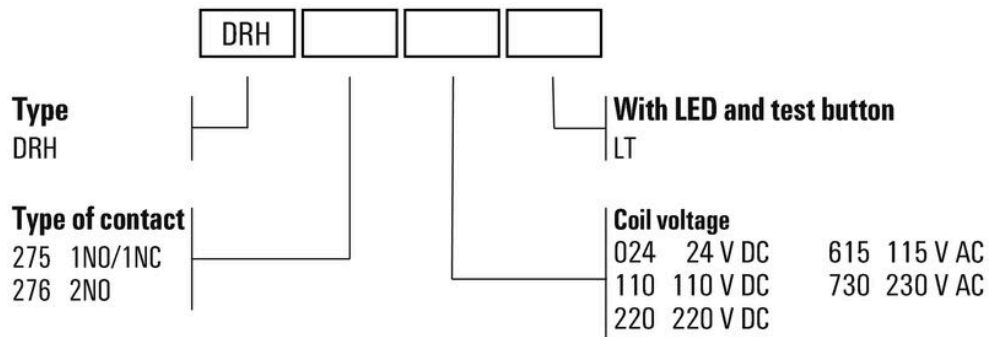 DRH
Type
DRH
With LED and test button
LT
Type of contact
275 1NO/1NC
276 2NO
Coil voltage
024 24 V DC 615 115 V AC
110 110 V DC 730 230 V AC
220 220 V DC